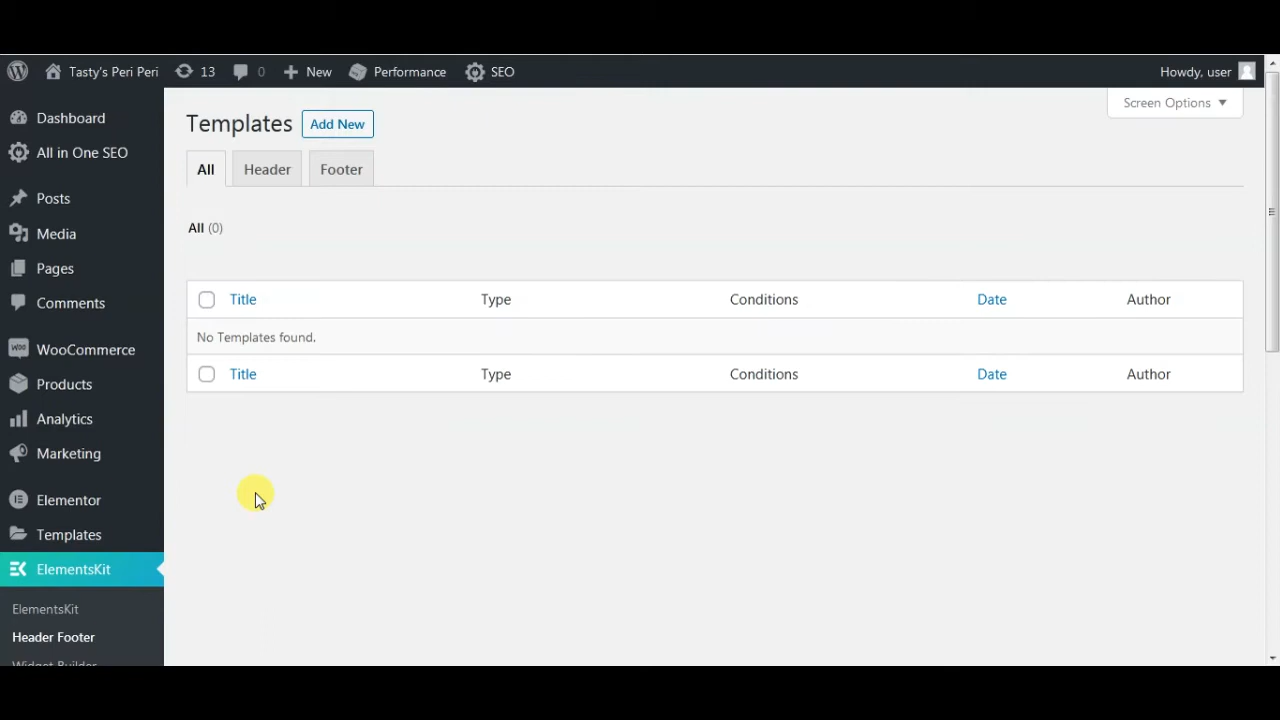 Tasty's Peri Peri 13 0 New Performance SEO Howdy, user
Screen Options
Dashboard
All in One SEO
Posts
Media
Pages
Comments
WooCommerce
Products
Analytics
Marketing
Elementor
Templates
ElementsKit
ElementsKit
Header Footer
Widget Builder
Templates Add New
All Header Footer
All (0)
Title Type Conditions Date Author
No Templates found.
Title Type Conditions Date Author